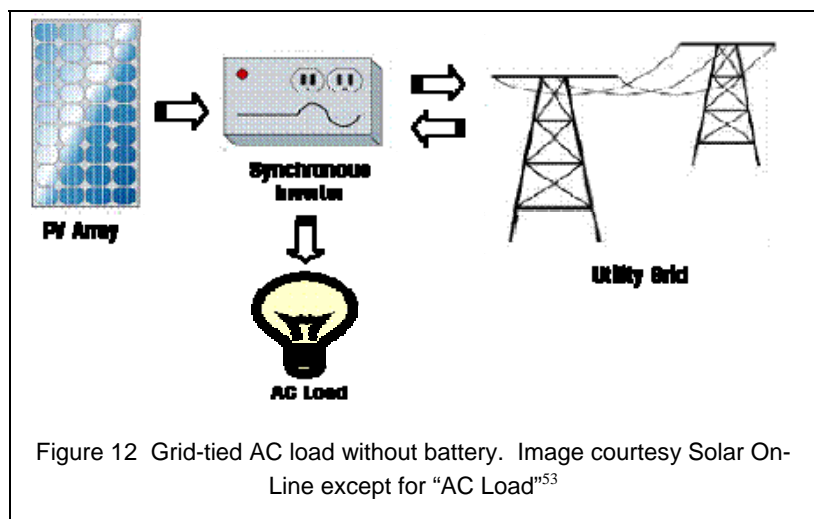 PV Array
Synchronous
Inverter
Utility Grid
AC Load
Figure 12  Grid-tied AC load without battery.  Image courtesy Solar On-
Line except for “AC Load”53